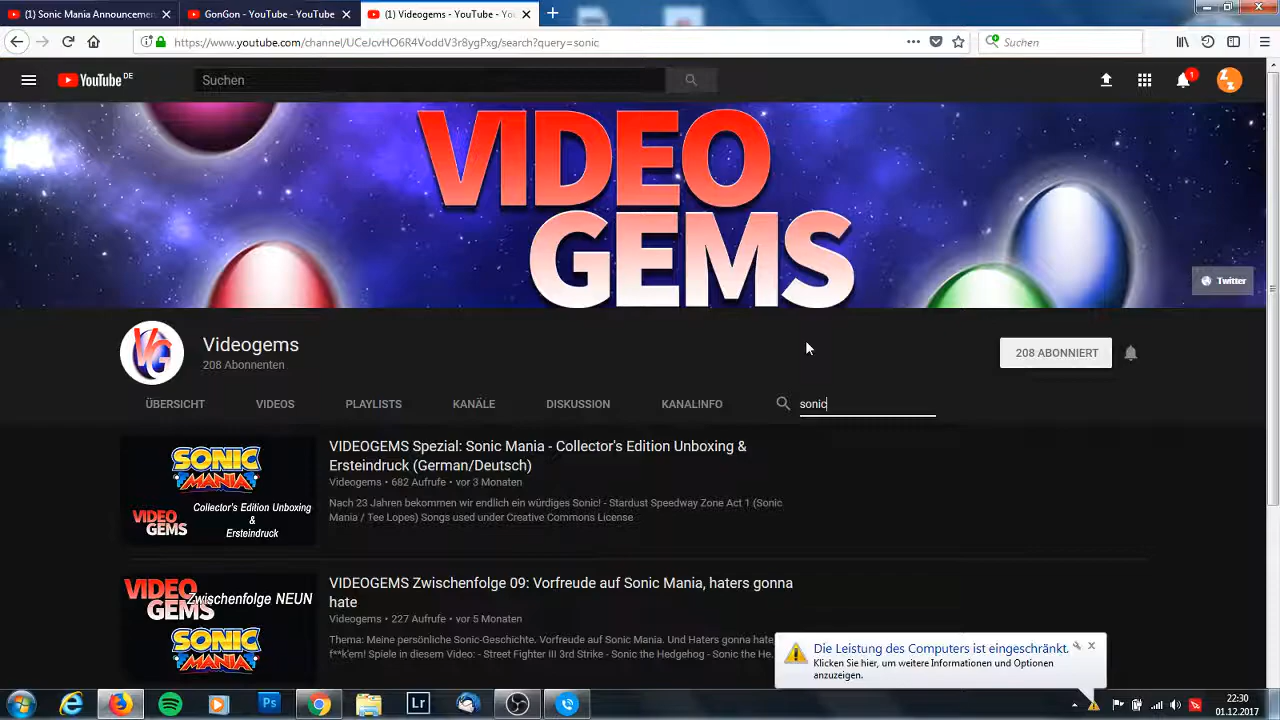 (1) Sonic Mania Announcemen
GonGon - YouTube - YouTube
(1) Videogems - YouTube - You
https://www.youtube.com/channel/UCeJcvHO6R4VoddV3r8ygPxg/search?query=sonic
Suchen
YouTube DE
Suchen
1
VIDEO
GEMS
Twitter
Videogems
208 Abonnenten
208 ABONNIERT
ÜBERSICHT
VIDEOS
PLAYLISTS
KANÄLE
DISKUSSION
KANALINFO
sonic
SONIC
MANIA
Collector's Edition Unboxing
&
Ersteindruck
VIDEO
GEMS
VIDEOGEMS Spezial: Sonic Mania - Collector's Edition Unboxing &
Ersteindruck (German/Deutsch)
Videogems • 682 Aufrufe • vor 3 Monaten
Nach 23 Jahren bekommen wir endlich ein würdiges Sonic! - Stardust Speedway Zone Act 1 (Sonic
Mania / Tee Lopes) Songs used under Creative Commons License
VIDEO
GEMS
Zwischenfolge NEUN
SONIC
MANIA
VIDEOGEMS Zwischenfolge 09: Vorfreude auf Sonic Mania, haters gonna
hate
Videogems • 227 Aufrufe • vor 5 Monaten
Thema: Meine persönliche Sonic-Geschichte. Vorfreude auf Sonic Mania. Und Haters gonna hate
f**k'em! Spiele in diesem Video: - Street Fighter III 3rd Strike - Sonic the Hedgehog - Sonic the He.
Die Leistung des Computers ist eingeschränkt.
Klicken Sie hier, um weitere Informationen und Optionen
anzuzeigen.
Ps
Lr
22:30
01.12.2017